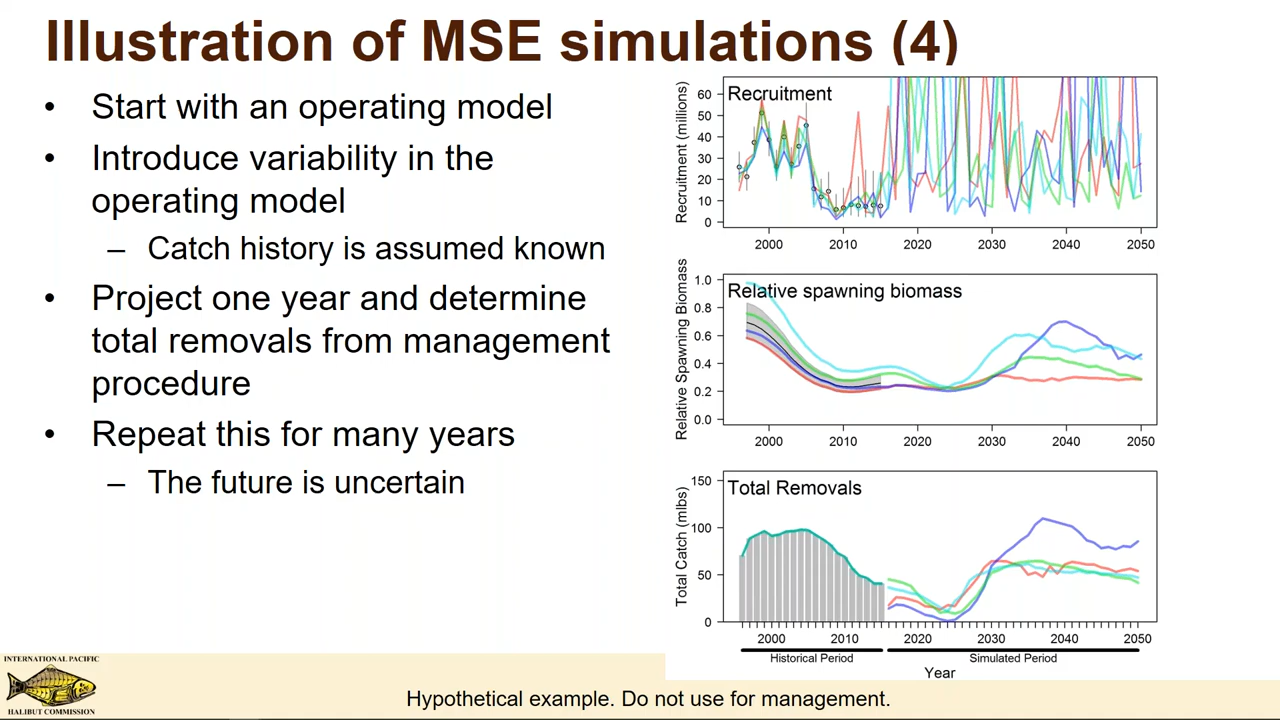 Illustration of MSE simulations (4)
• Start with an operating model
• Introduce variability in the
operating model
– Catch history is assumed known
• Project one year and determine
total removals from management
procedure
• Repeat this for many years
– The future is uncertain
Recruitment
Recruitment (millions)
60
50
40
30
20
10
0
2000 2010 2020 2030 2040 2050
Relative spawning biomass
Relative Spawning Biomass
1.0
0.8
0.6
0.4
0.2
0.0
2000 2010 2020 2030 2040 2050
Total Removals
Total Catch (mlbs)
150
100
50
0
2000 2010 2020 2030 2040 2050
Historical Period Simulated Period
Year
INTERNATIONAL PACIFIC
HALIBUT COMMISSION
Hypothetical example. Do not use for management.